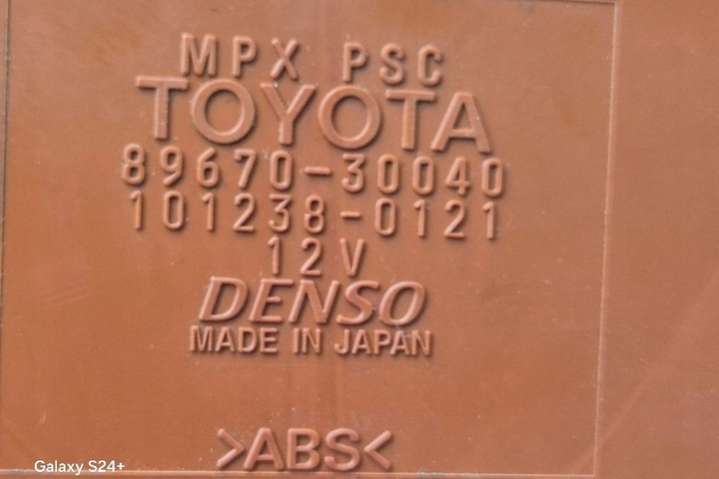 MPX PSC
TOYOTA
89670-30040
101238-0121
12V
DENSO
MADE IN JAPAN
>ABS<
Galaxy S24+